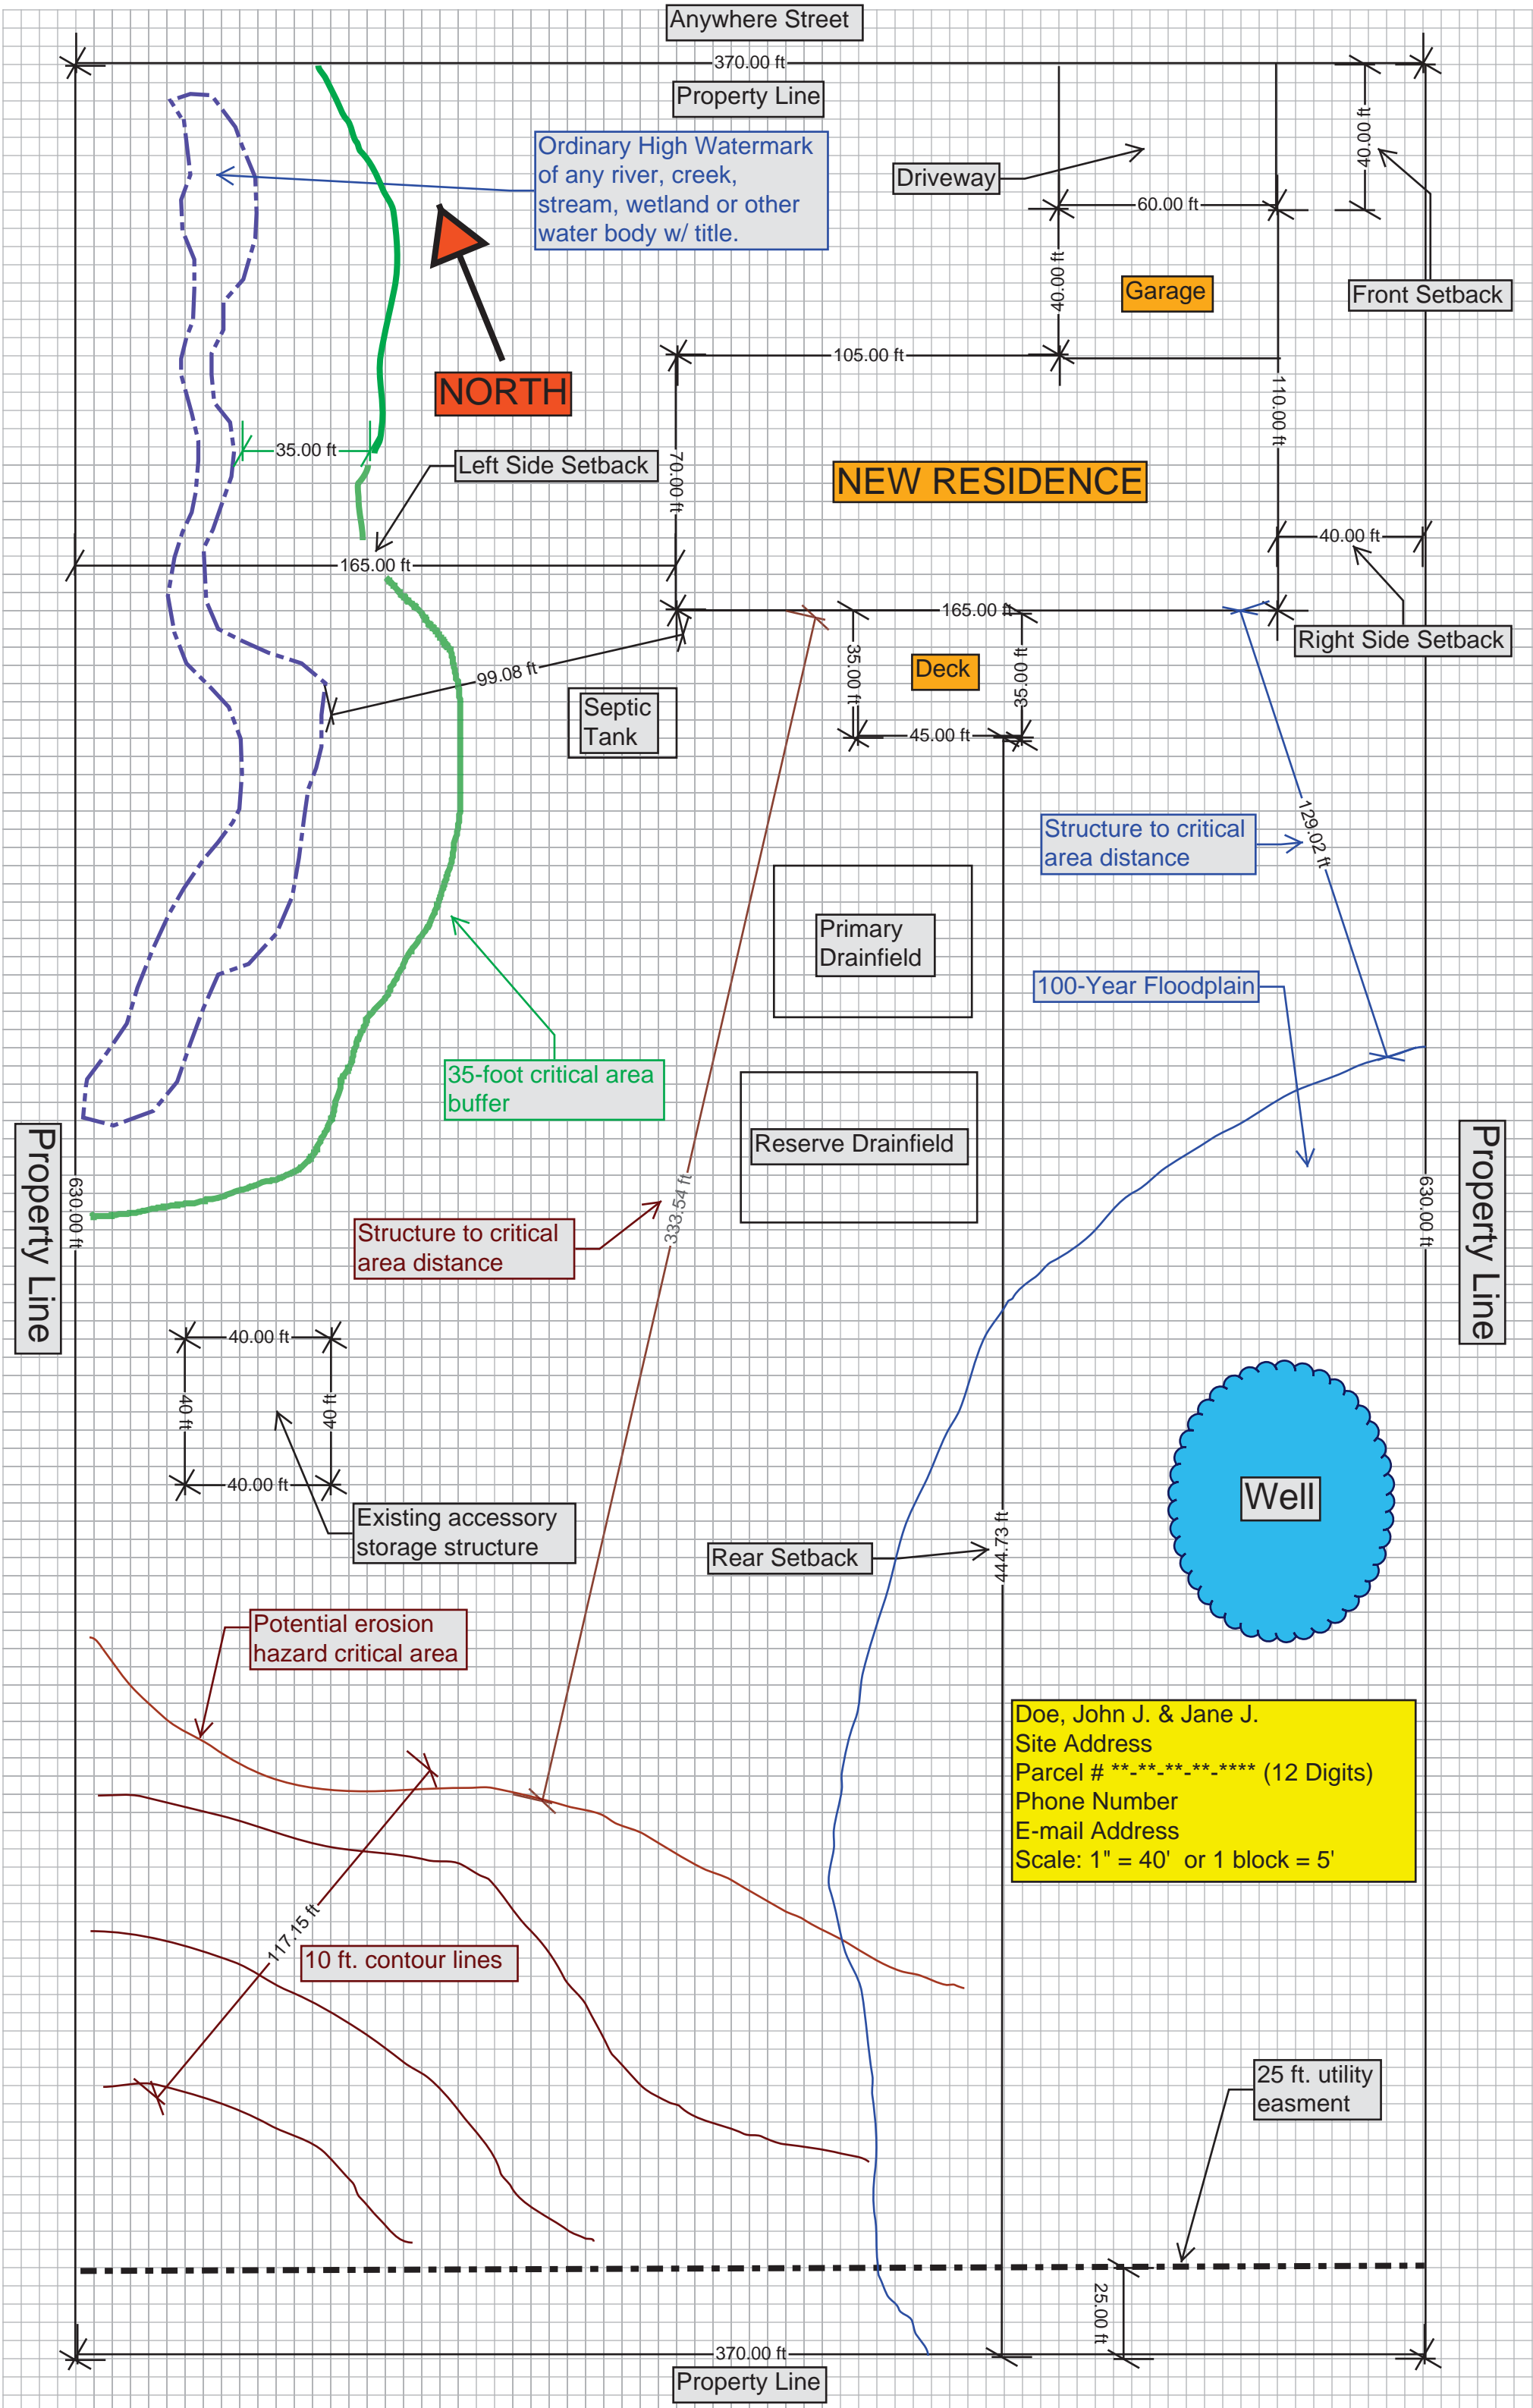 Anywhere Street
370.00 ft
Property Line
Ordinary High Watermark
of any river, creek,
stream, wetland or other
water body w/ title.
Driveway
40.00 ft
60.00 ft
40.00 ft
Garage
Front Setback
105.00 ft
NORTH
110.00 ft
35.00 ft
Left Side Setback
70.00 ft
NEW RESIDENCE
40.00 ft
165.00 ft
165.00 ft
Right Side Setback
99.08 ft
35.00 ft
Deck
35.00 ft
Septic
Tank
45.00 ft
Structure to critical
area distance
129.02 ft
Primary
Drainfield
100-Year Floodplain
35-foot critical area
buffer
Reserve Drainfield
Property Line
630.00 ft
333.54 ft
630.00 ft
Property Line
Structure to critical
area distance
40.00 ft
40 ft
40 ft
40.00 ft
Existing accessory
storage structure
Well
Rear Setback
444.73 ft
Potential erosion
hazard critical area
Doe, John J. & Jane J.
Site Address
Parcel # **-**-**-**-**** (12 Digits)
Phone Number
E-mail Address
Scale: 1" = 40'  or 1 block = 5'
117.15 ft
10 ft. contour lines
25 ft. utility
easment
25.00 ft
370.00 ft
Property Line